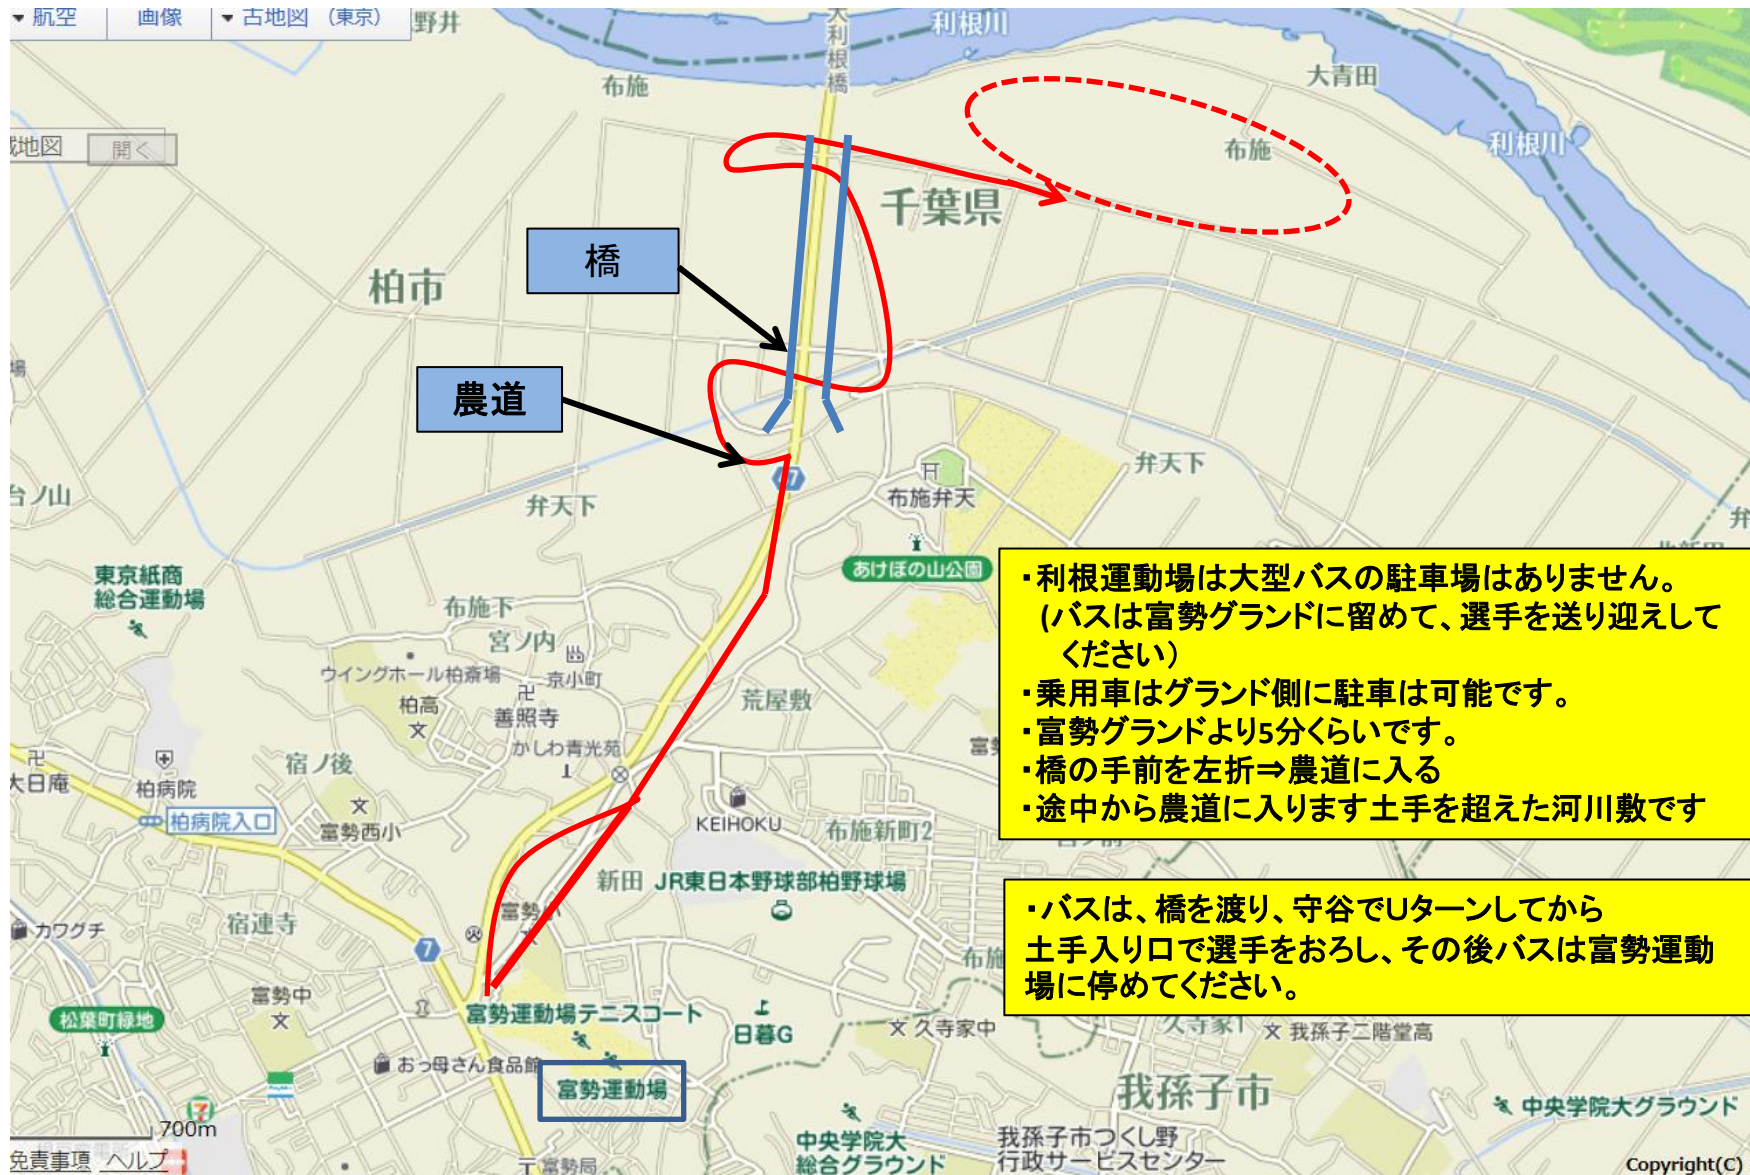 航空
画像
古地図 (東京)
野井
大利根橋
利根川
布施
大青田
布施
利根川
地図
開く
千葉県
橋
柏市
場
農道
台ノ山
弁天下
弁天下
布施弁天
弁
あけぼの山公園
東京紙商
総合運動場
布施下
宮ノ内
ウイングホール柏斎場
京小町
柏高
善照寺
かしわ青光苑
荒屋敷
宿ノ後
大日庵
柏病院
柏病院入口
富勢西小
KEIHOKU
布施新町2
新田
JR東日本野球部柏野球場
宿連寺
カワグチ
7
富勢中
松葉町緑地
富勢運動場テニスコート
日暮G
久寺家中
久寺家1
我孫子二階堂高
おっ母さん食品館
富勢運動場
我孫子市
中央学院大グラウンド
中央学院大
総合グラウンド
我孫子市つくし野
行政サービスセンター
富勢局
700m
免責事項 ヘルプ
Copyright(C)
・利根運動場は大型バスの駐車場はありません。
(バスは富勢グランドに留めて、選手を送り迎えして
ください）
・乗用車はグランド側に駐車は可能です。
・富勢グランドより5分くらいです。
・橋の手前を左折⇒農道に入る
・途中から農道に入ります土手を超えた河川敷です
・バスは、橋を渡り、守谷でUターンしてから
土手入り口で選手をおろし、その後バスは富勢運動
場に停めてください。